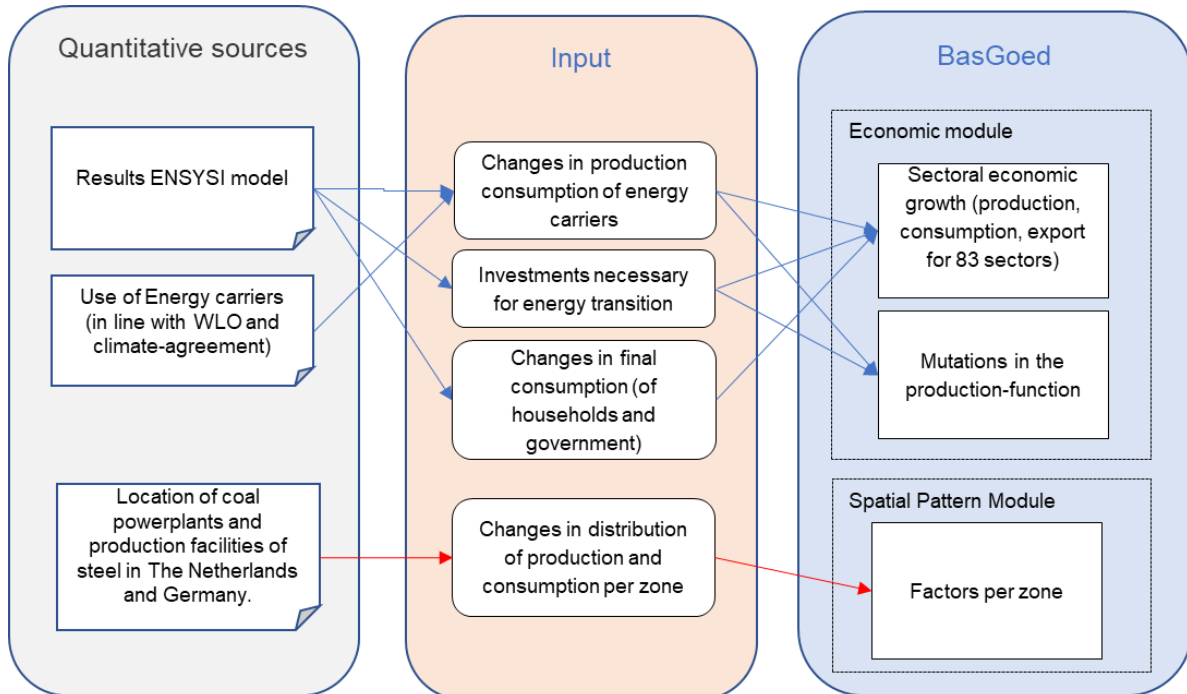 Quantitative sources
Results ENSYSI model
Use of Energy carriers
(in line with WLO and
climate-agreement)
Location of coal
powerplants and
production facilities of
steel in The Netherlands
and Germany.
Input
Changes in production
consumption of energy
carriers
Investments necessary
for energy transition
Changes in final
consumption (of
households and
government)
Changes in distribution
of production and
consumption per zone
BasGoed
Economic module
Sectoral economic
growth (production,
consumption, export
for 83 sectors)
Mutations in the
production-function
Spatial Pattern Module
Factors per zone